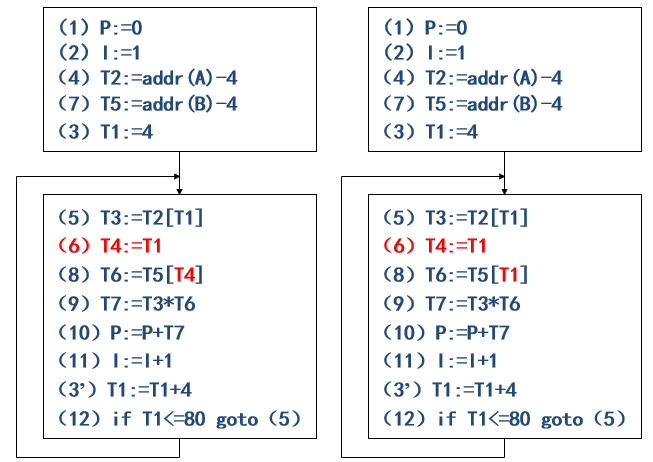 (1) P:=0
(2) I:=1
(4) T2:=addr(A)-4
(7) T5:=addr(B)-4
(3) T1:=4
(5) T3:=T2[T1]
(6) T4:=T1
(8) T6:=T5[T4]
(9) T7:=T3*T6
(10) P:=P+T7
(11) I:=I+1
(3’) T1:=T1+4
(12) if T1<=80 goto (5)
(1) P:=0
(2) I:=1
(4) T2:=addr(A)-4
(7) T5:=addr(B)-4
(3) T1:=4
(5) T3:=T2[T1]
(6) T4:=T1
(8) T6:=T5[T1]
(9) T7:=T3*T6
(10) P:=P+T7
(11) I:=I+1
(3’) T1:=T1+4
(12) if T1<=80 goto (5)